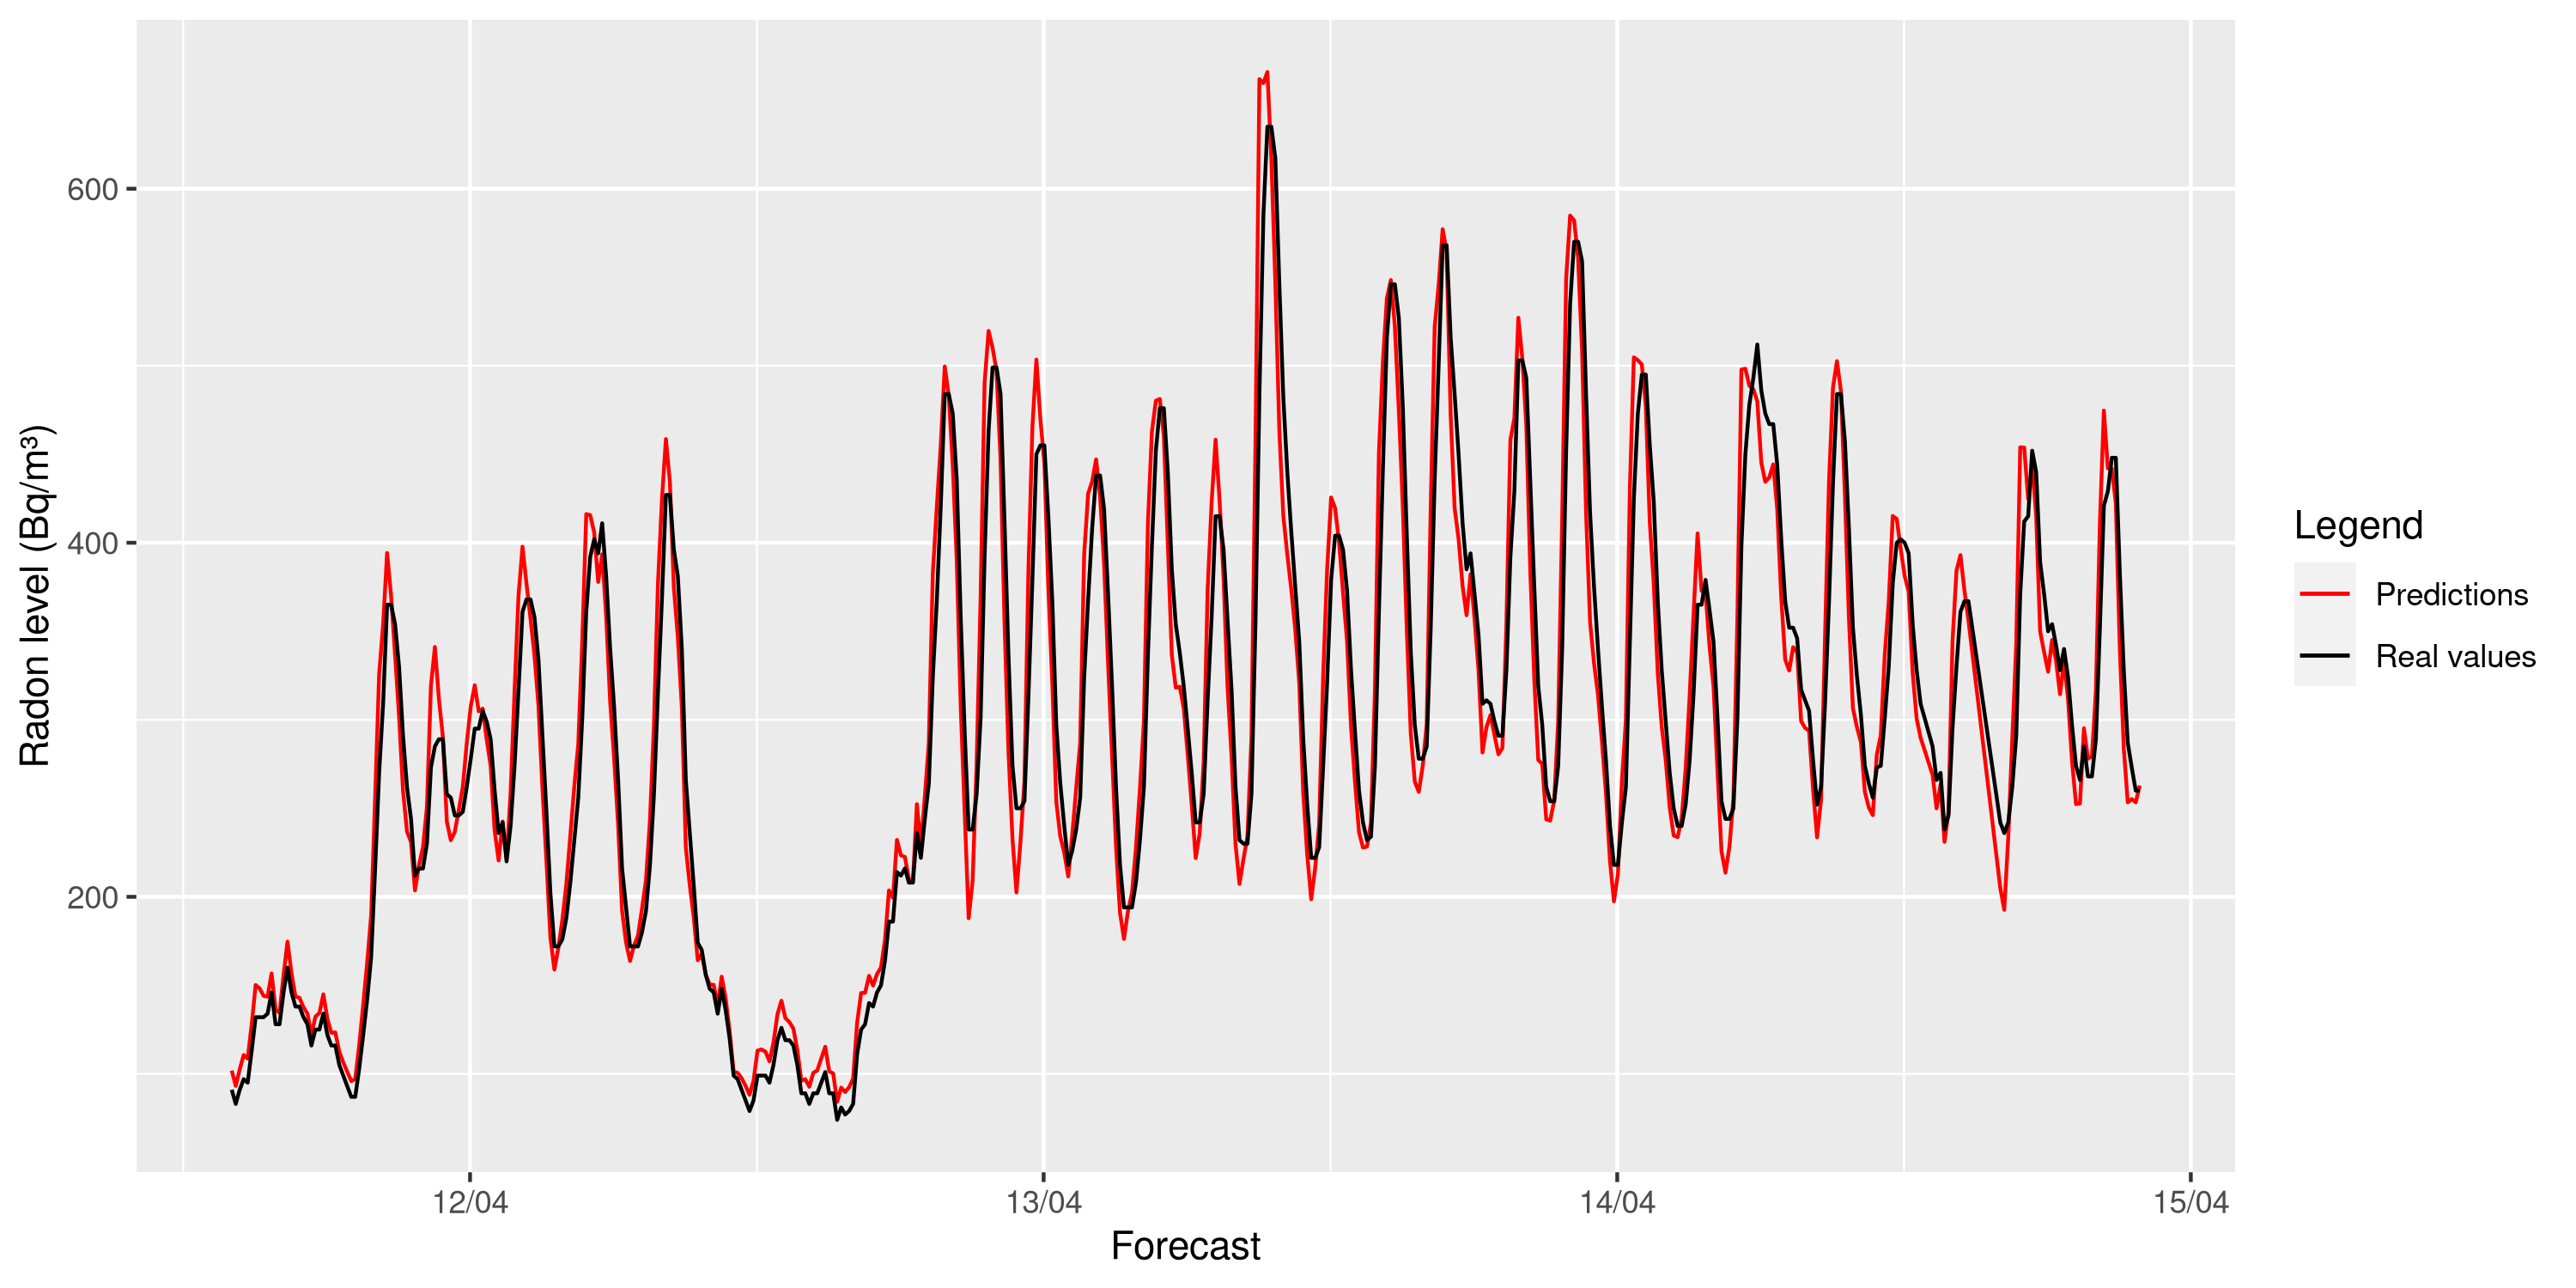 Radon level (Bq/m³)
600
400
200
12/04
13/04
14/04
15/04
Forecast
Legend
Predictions
Real values